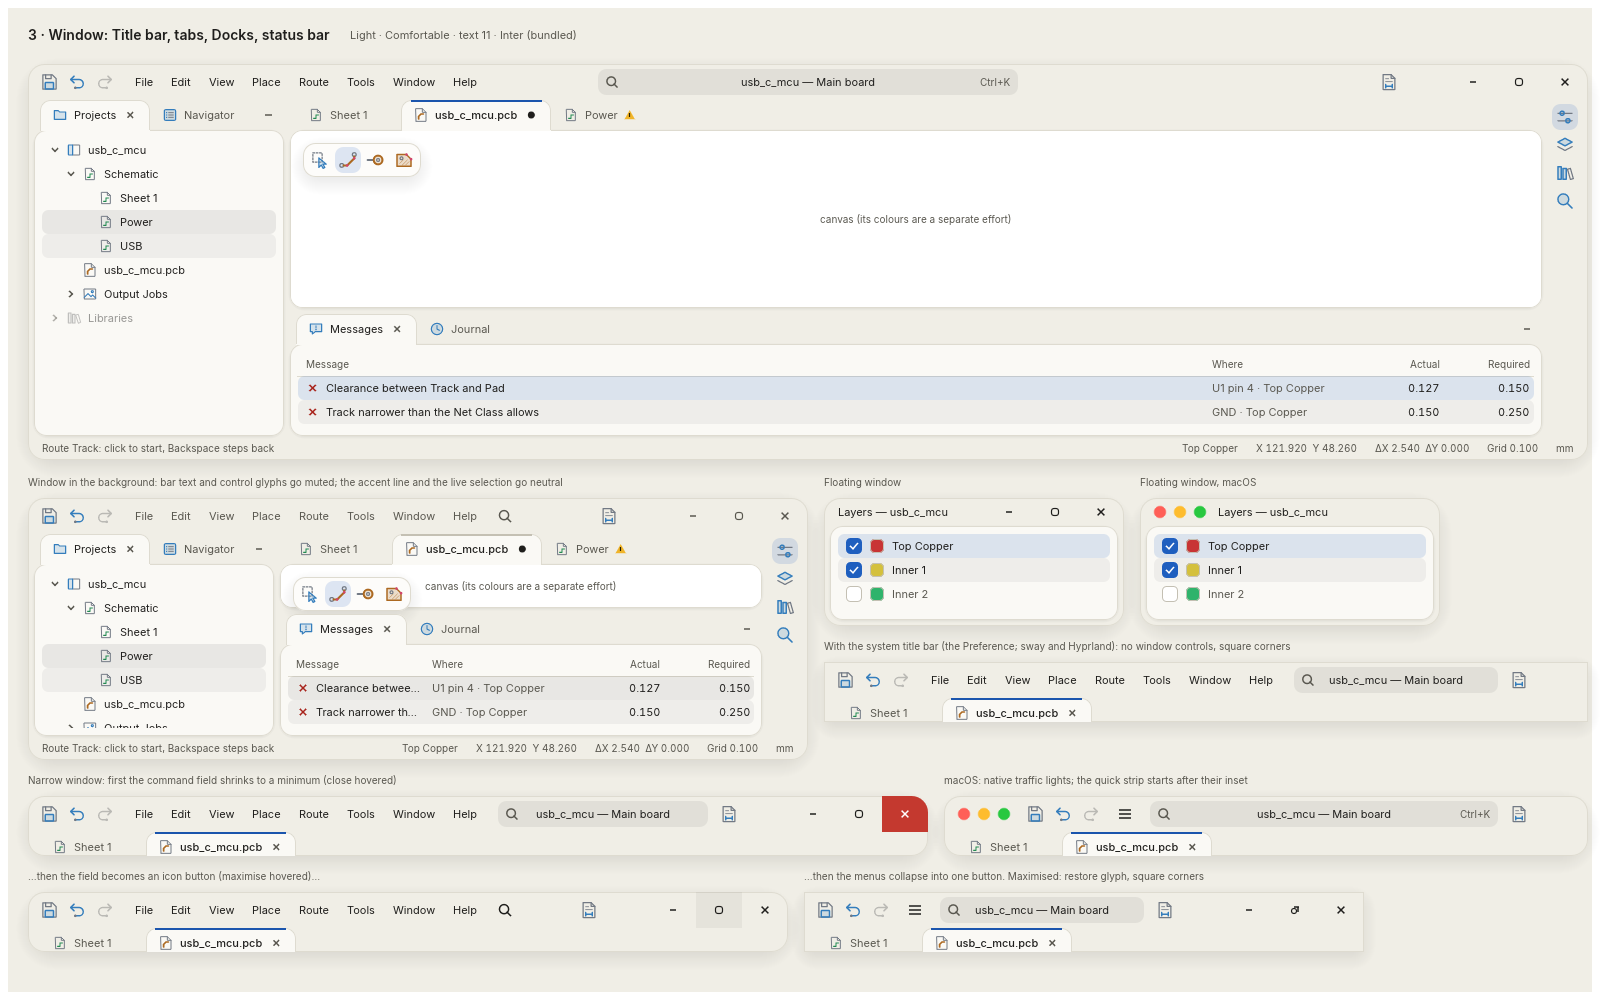 3 · Window: Title bar, tabs, Docks, status bar Light · Comfortable · text 11 · Inter (bundled)
File Edit View Place Route Tools Window Help usb_c_mcu — Main board Ctrl+K
Projects Navigator Sheet 1 usb_c_mcu.pcb Power
usb_c_mcu
Schematic
Sheet 1
Power
USB
usb_c_mcu.pcb
Output Jobs
Libraries
canvas (its colours are a separate effort)
Messages Journal
Message Where Actual Required
Clearance between Track and Pad U1 pin 4 · Top Copper 0.127 0.150
Track narrower than the Net Class allows GND · Top Copper 0.150 0.250
Route Track: click to start, Backspace steps back Top Copper X 121.920 Y 48.260 ΔX 2.540 ΔY 0.000 Grid 0.100 mm
Window in the background: bar text and control glyphs go muted; the accent line and the live selection go neutral
File Edit View Place Route Tools Window Help
Projects Navigator Sheet 1 usb_c_mcu.pcb Power
usb_c_mcu
Schematic
Sheet 1
Power
USB
usb_c_mcu.pcb
Output Jobs
canvas (its colours are a separate effort)
Messages Journal
Message Where Actual Required
Clearance betwee... U1 pin 4 · Top Copper 0.127 0.150
Track narrower th... GND · Top Copper 0.150 0.250
Route Track: click to start, Backspace steps back Top Copper X 121.920 Y 48.260 ΔX 2.540 ΔY 0.000 Grid 0.100 mm
Floating window
Layers — usb_c_mcu
Top Copper
Inner 1
Inner 2
Floating window, macOS
Layers — usb_c_mcu
Top Copper
Inner 1
Inner 2
With the system title bar (the Preference; sway and Hyprland): no window controls, square corners
File Edit View Place Route Tools Window Help usb_c_mcu — Main board
Sheet 1 usb_c_mcu.pcb
Narrow window: first the command field shrinks to a minimum (close hovered)
File Edit View Place Route Tools Window Help usb_c_mcu — Main board
Sheet 1 usb_c_mcu.pcb
macOS: native traffic lights; the quick strip starts after their inset
usb_c_mcu — Main board Ctrl+K
Sheet 1 usb_c_mcu.pcb
...then the field becomes an icon button (maximise hovered)...
File Edit View Place Route Tools Window Help
Sheet 1 usb_c_mcu.pcb
...then the menus collapse into one button. Maximised: restore glyph, square corners
usb_c_mcu — Main board
Sheet 1 usb_c_mcu.pcb